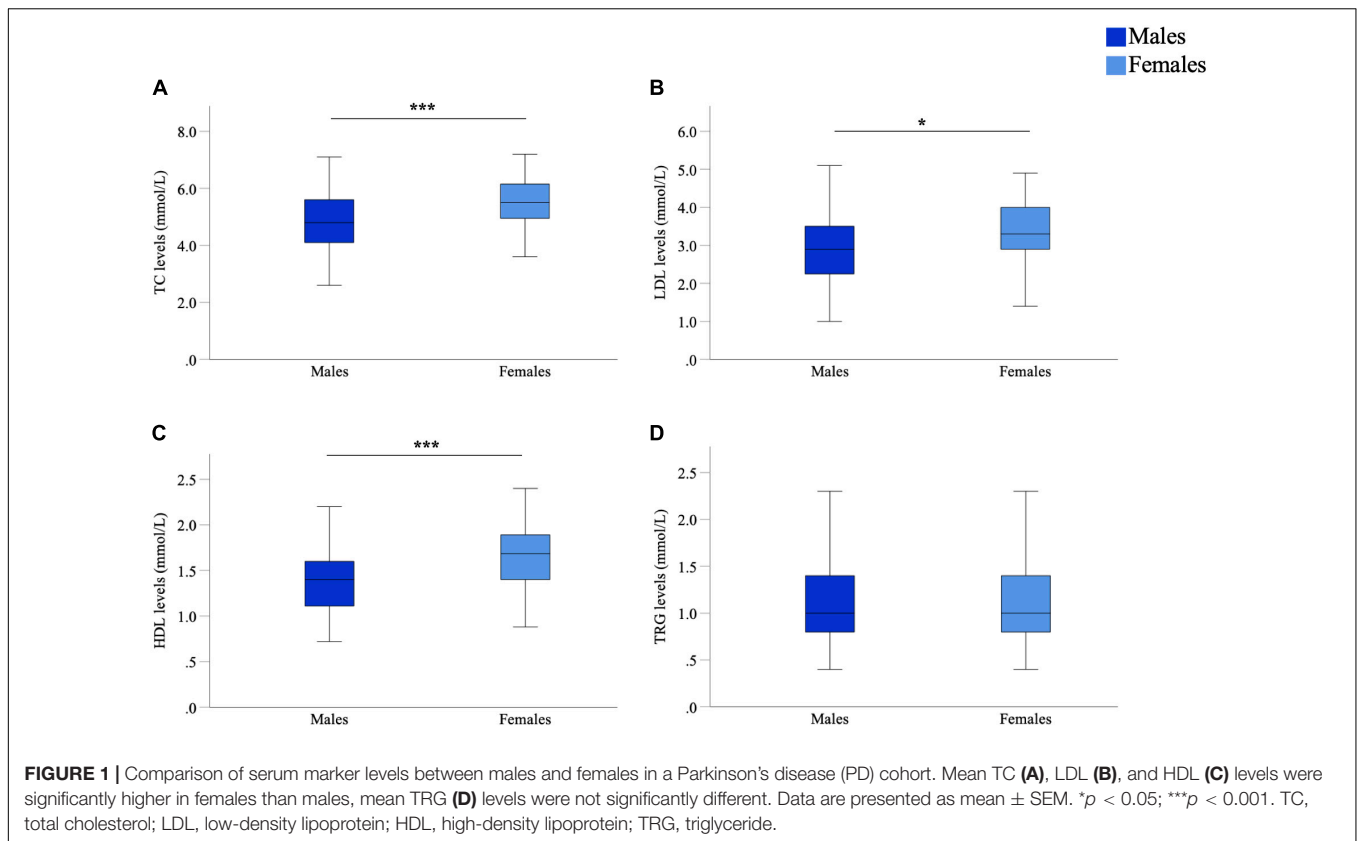 Males
Females
A
***
TC levels (mmol/L)
8.0
6.0
4.0
2.0
.0
Males Females
B
*
LDL levels (mmol/L)
6.0
5.0
4.0
3.0
2.0
1.0
.0
Males Females
C
***
HDL levels (mmol/L)
2.5
2.0
1.5
1.0
.5
.0
Males Females
D
TRG levels (mmol/L)
2.5
2.0
1.5
1.0
.5
.0
Males Females
FIGURE 1 | Comparison of serum marker levels between males and females in a Parkinson's disease (PD) cohort. Mean TC (A), LDL (B), and HDL (C) levels were
significantly higher in females than males, mean TRG (D) levels were not significantly different. Data are presented as mean ± SEM. *p < 0.05; ***p < 0.001. TC,
total cholesterol; LDL, low-density lipoprotein; HDL, high-density lipoprotein; TRG, triglyceride.